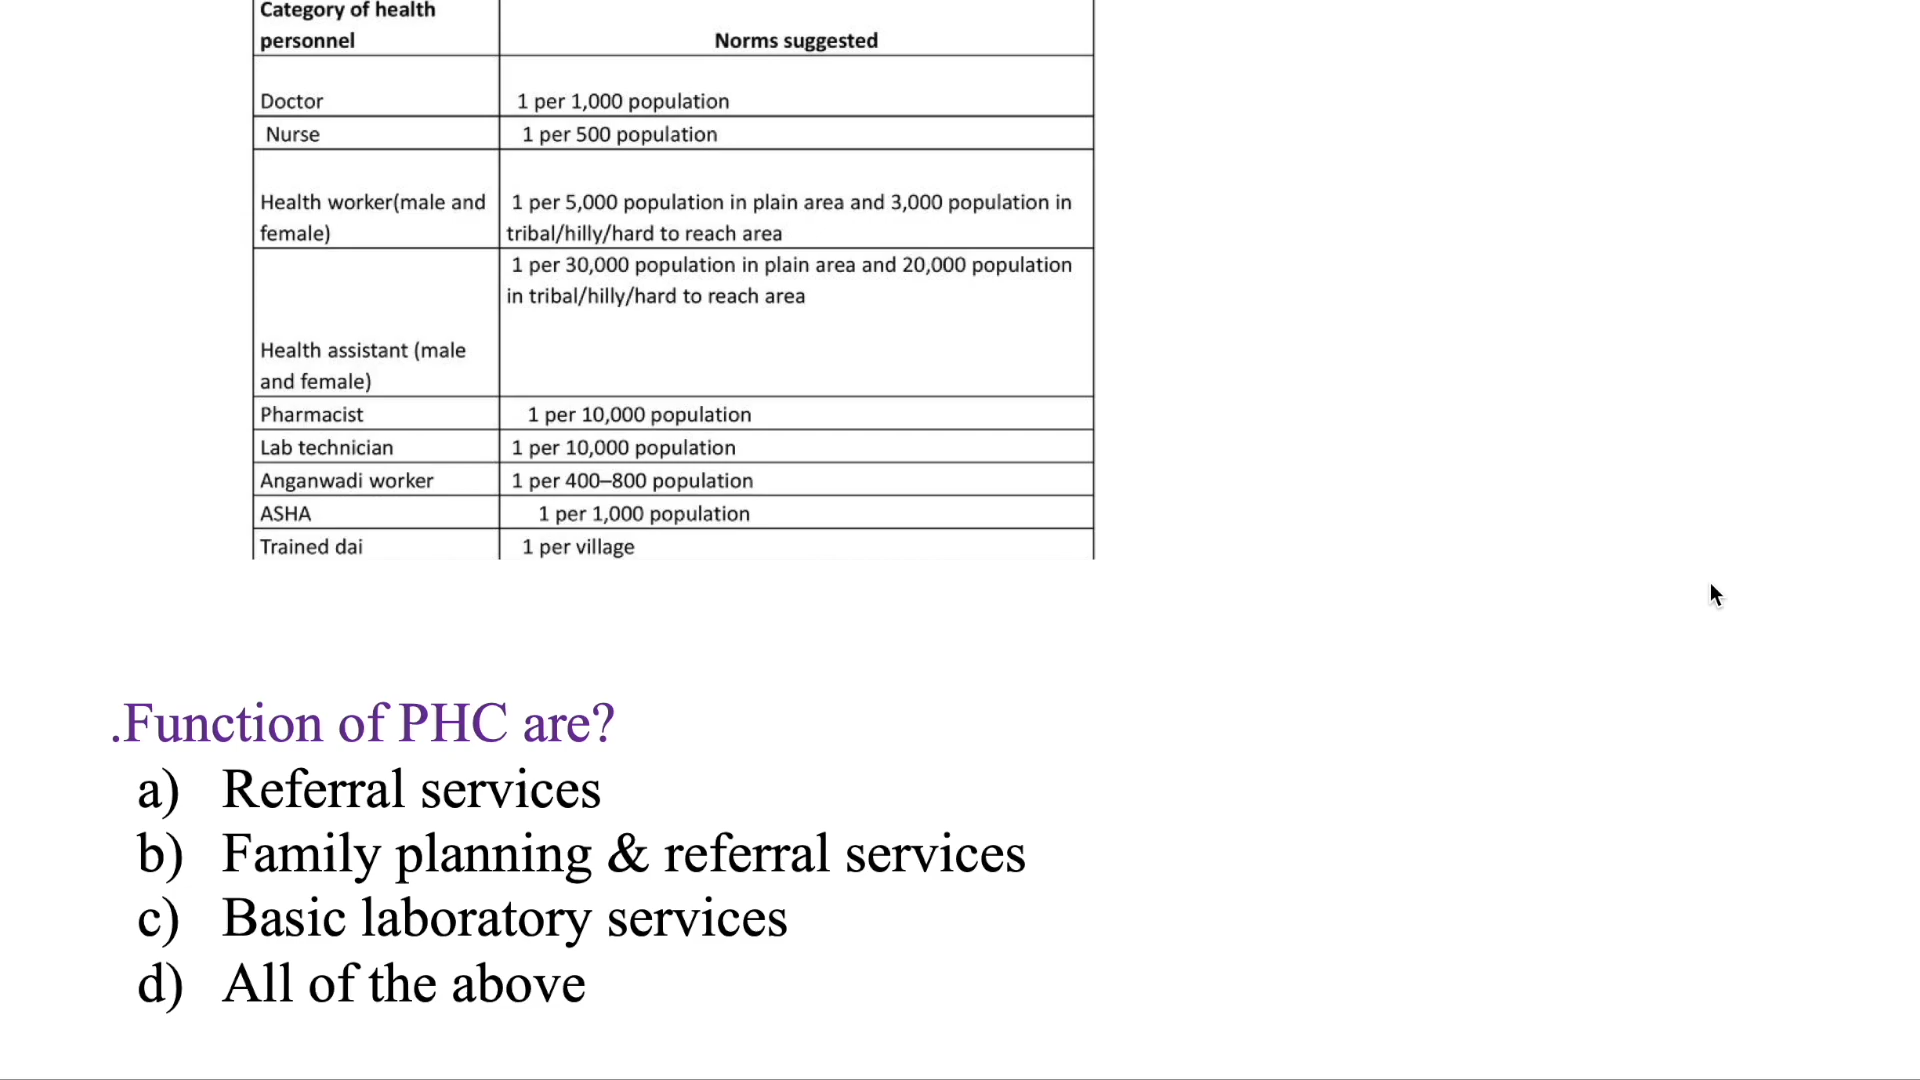 Category of health
personnel
Norms suggested
Doctor
1 per 1,000 population
Nurse
1 per 500 population
Health worker(male and
female)
1 per 5,000 population in plain area and 3,000 population in
tribal/hilly/hard to reach area
Health assistant (male
and female)
1 per 30,000 population in plain area and 20,000 population
in tribal/hilly/hard to reach area
Pharmacist
1 per 10,000 population
Lab technician
1 per 10,000 population
Anganwadi worker
1 per 400–800 population
ASHA
1 per 1,000 population
Trained dai
1 per village
.Function of PHC are?
a) Referral services
b) Family planning & referral services
c) Basic laboratory services
d) All of the above